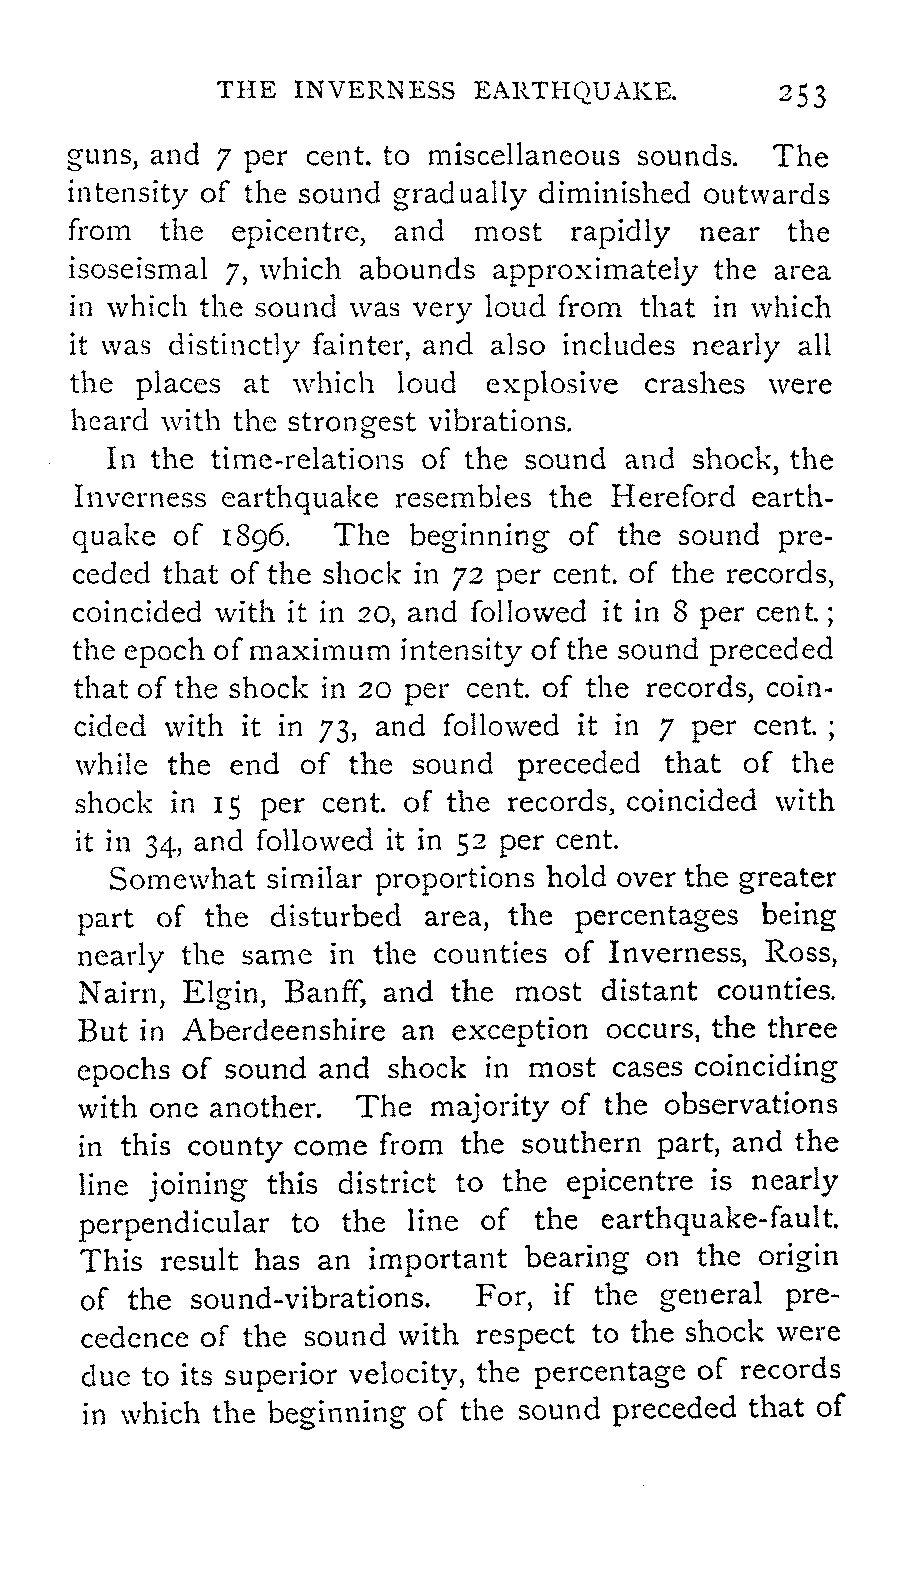 THE INVERNESS EARTHQUAKE. 253
guns, and 7 per cent. to miscellaneous sounds. The
intensity of the sound gradually diminished outwards
from the epicentre, and most rapidly near the
isoseismal 7, which abounds approximately the area
in which the sound was very loud from that in which
it was distinctly fainter, and also includes nearly all
the places at which loud explosive crashes were
heard with the strongest vibrations.
In the time-relations of the sound and shock, the
Inverness earthquake resembles the Hereford earth-
quake of 1896. The beginning of the sound pre-
ceded that of the shock in 72 per cent. of the records,
coincided with it in 20, and followed it in 8 per cent. ;
the epoch of maximum intensity of the sound preceded
that of the shock in 20 per cent. of the records, coin-
cided with it in 73, and followed it in 7 per cent. ;
while the end of the sound preceded that of the
shock in 15 per cent. of the records, coincided with
it in 34, and followed it in 52 per cent.
Somewhat similar proportions hold over the greater
part of the disturbed area, the percentages being
nearly the same in the counties of Inverness, Ross,
Nairn, Elgin, Banff, and the most distant counties.
But in Aberdeenshire an exception occurs, the three
epochs of sound and shock in most cases coinciding
with one another. The majority of the observations
in this county come from the southern part, and the
line joining this district to the epicentre is nearly
perpendicular to the line of the earthquake-fault.
This result has an important bearing on the origin
of the sound-vibrations. For, if the general pre-
cedence of the sound with respect to the shock were
due to its superior velocity, the percentage of records
in which the beginning of the sound preceded that of